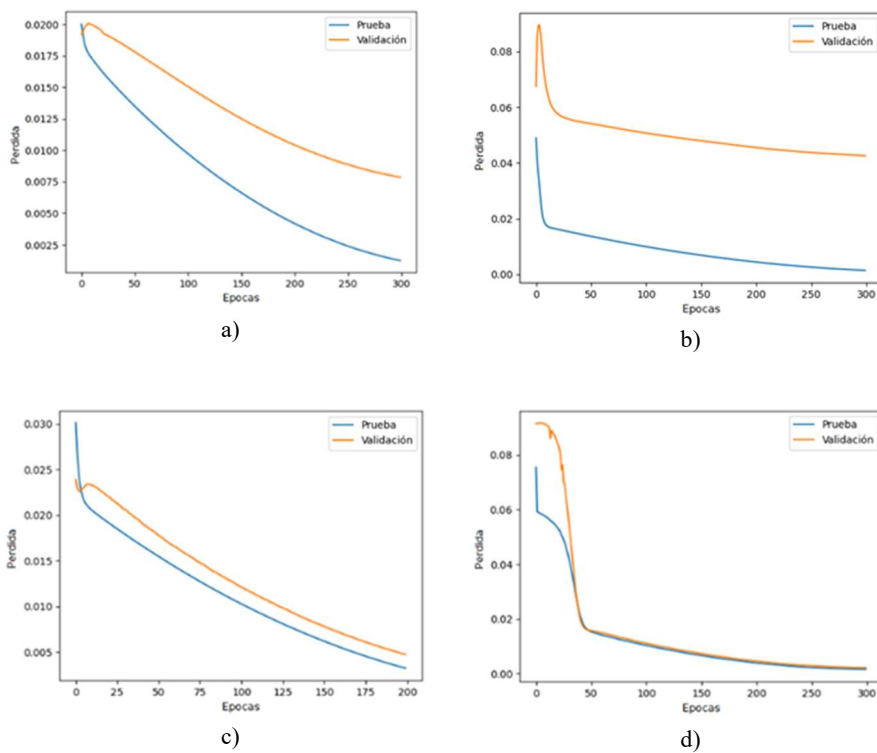 0.0200
0.0175
0.0150
0.0125
0.0100
0.0075
0.0050
0.0025
Perdida
Prueba
Validación
0 50 100 150 200 250 300
Epocas
a)
0.08
0.06
0.04
0.02
0.00
Perdida
Prueba
Validación
0 50 100 150 200 250 300
Epocas
b)
0.030
0.025
0.020
0.015
0.010
0.005
Perdida
Prueba
Validación
0 25 50 75 100 125 150 175 200
Epocas
c)
0.08
0.06
0.04
0.02
0.00
Perdida
Prueba
Validación
0 50 100 150 200 250 300
Epocas
d)